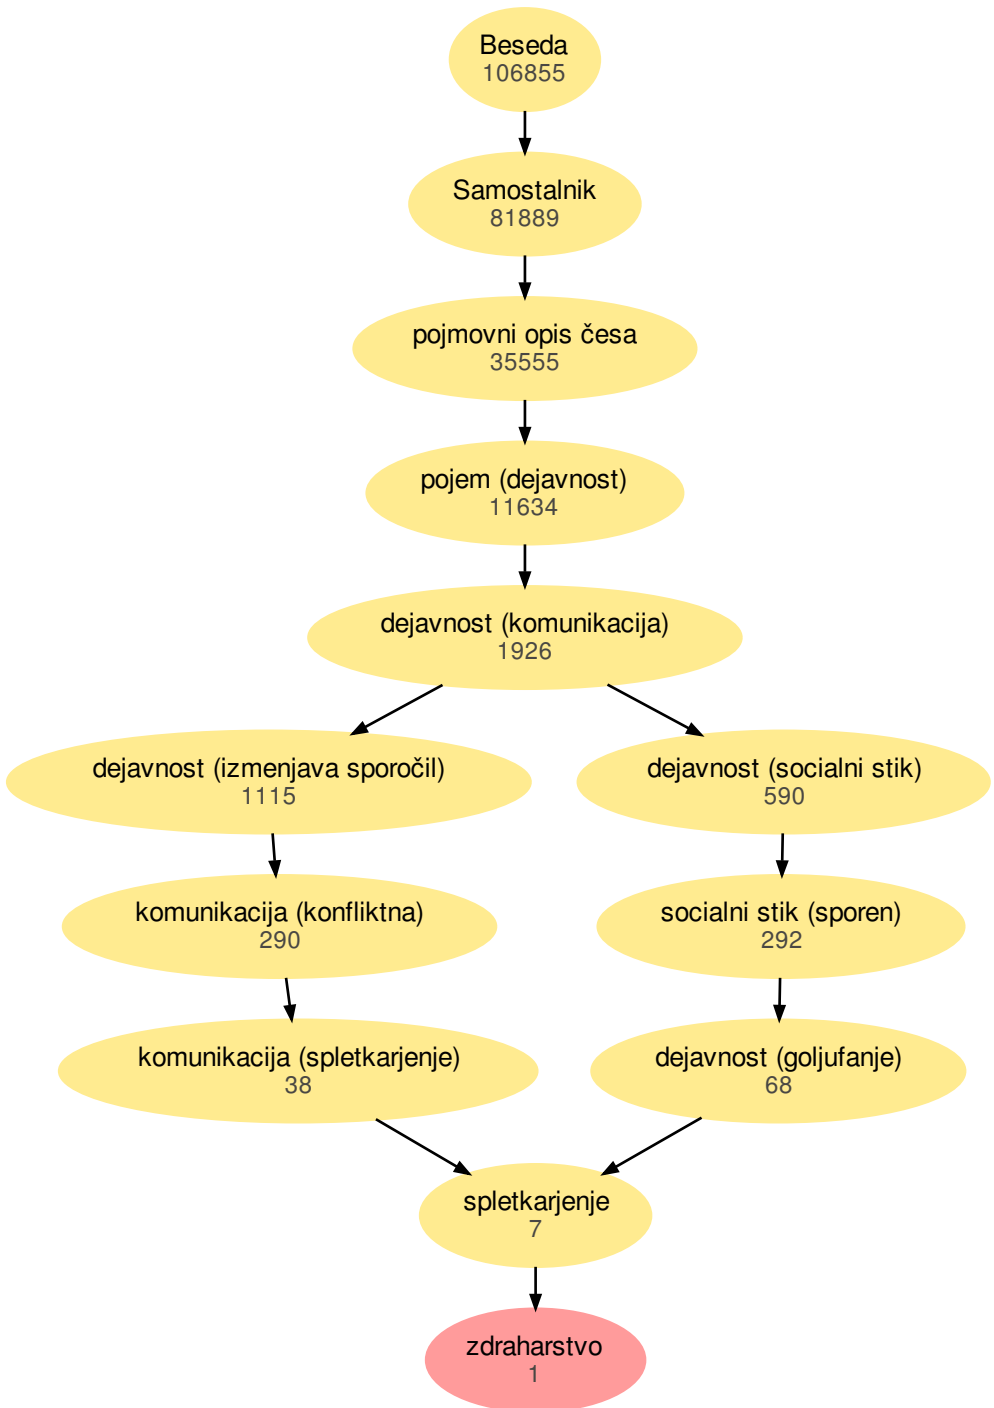 Beseda
106855
Samostalnik
81889
pojmovni opis česa
35555
pojem (dejavnost)
11634
dejavnost (komunikacija)
1926
dejavnost (izmenjava sporočil)
1115
dejavnost (socialni stik)
590
komunikacija (konfliktna)
290
socialni stik (sporen)
292
komunikacija (spletkarjenje)
38
dejavnost (goljufanje)
68
spletkarjenje
7
zdraharstvo
1